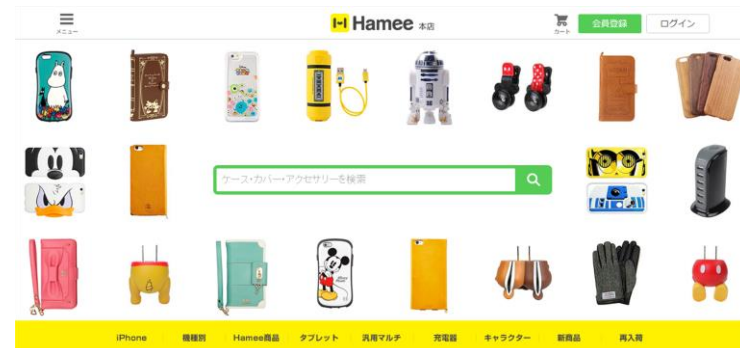 メニュー
Hamee 本店
カート
会員登録
ログイン
ケース・カバー・アクセサリーを検索
iPhone
機種別
Hamee商品
タブレット
汎用マルチ
充電器
キャラクター
新商品
再入荷